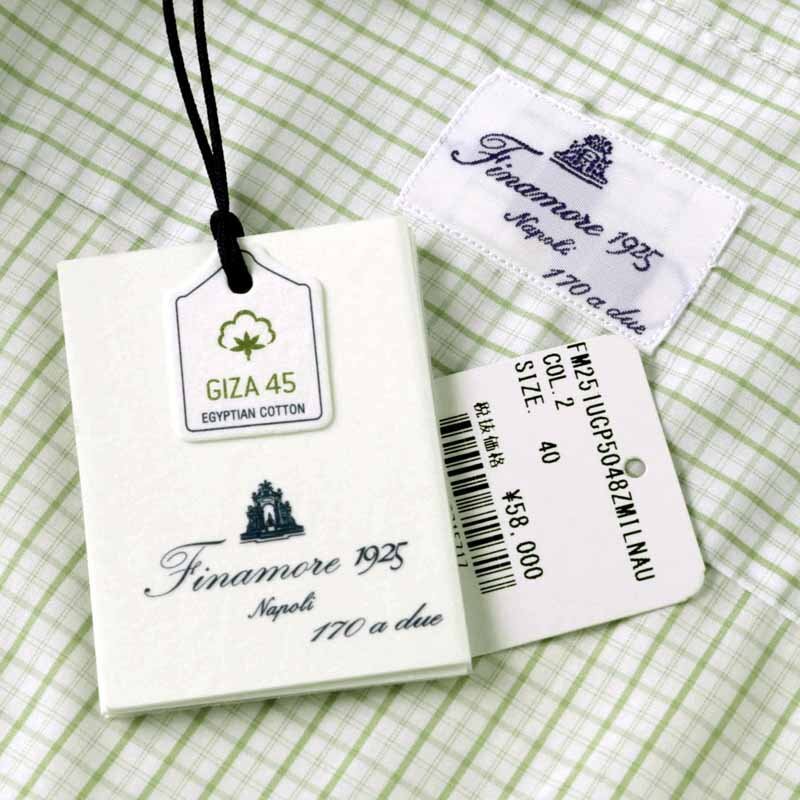 Finamore 1925
Napoli
170 a due
GIZA 45
EGYPTIAN COTTON
Finamore 1925
Napoli
170 a due
FM251UCP5048ZMILNAU
COL. 2
SIZE. 40
税抜価格 ¥58.000